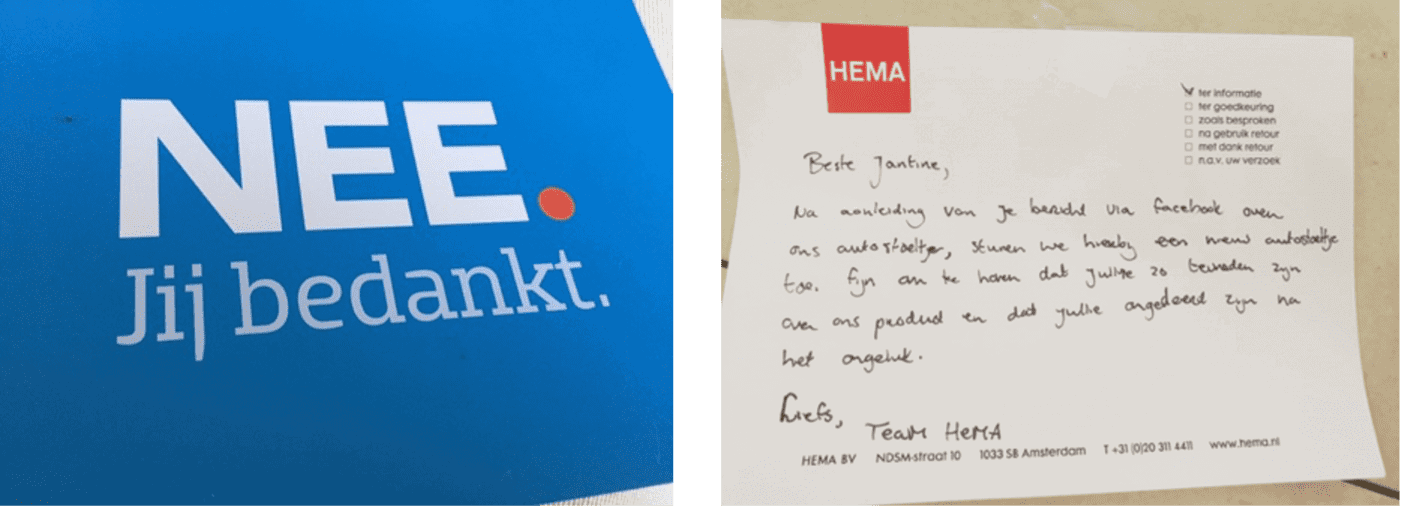 NEE.
Jij bedankt.
HEMA
ter informatie
ter goedkeuring
zoals besproken
na gebruik retour
met dank retour
n.a.v. uw verzoek
Beste Jantine,
Na aanleiding van je bericht via facebook over
ons autostoeltje, sturen we hierbij een nieuw autostoeltje
toe. Fijn om te horen dat jullie zo tevreden zijn
over ons product en dat jullie ongedeerd zijn na
het ongeluk.
Liefs,
Team HEMA
HEMA BV NDSM-straat 10 1033 SB Amsterdam T +31 (0)20 311 4411 www.hema.nl